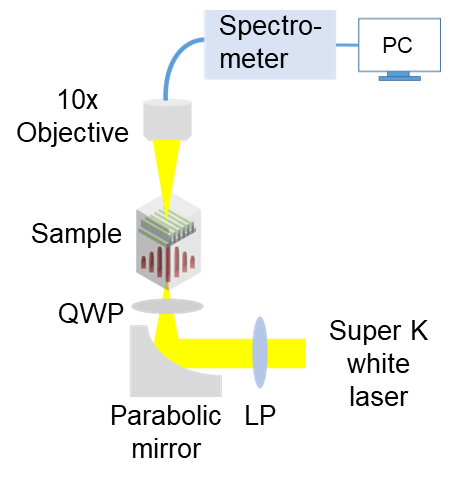 Spectro-
meter
PC
10x
Objective
Sample
QWP
Super K
white
laser
Parabolic
mirror
LP